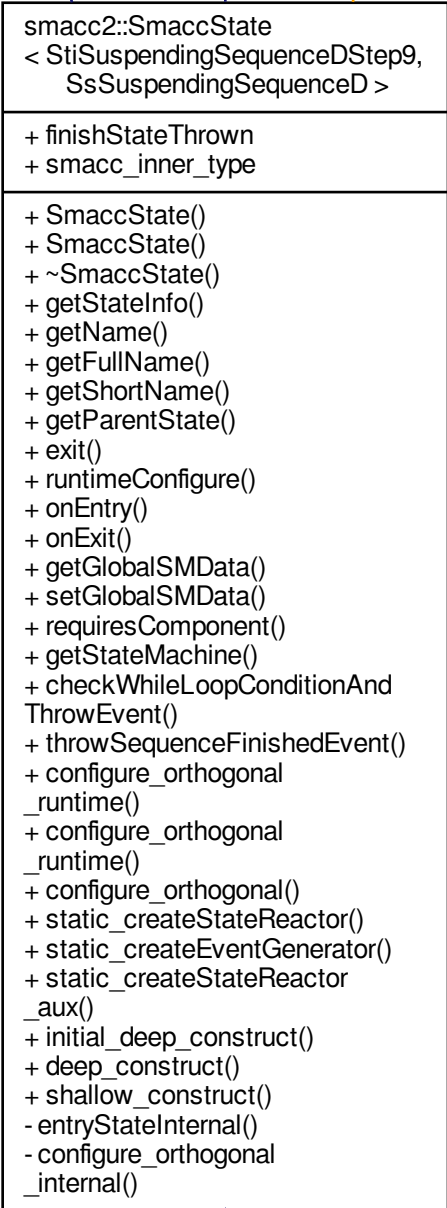 smacc2::SmaccState
< StiSuspendingSequenceDStep9,
SsSuspendingSequenceD >
+ finishStateThrown
+ smacc_inner_type
+ SmaccState()
+ SmaccState()
+ ~SmaccState()
+ getStateInfo()
+ getName()
+ getFullName()
+ getShortName()
+ getParentState()
+ exit()
+ runtimeConfigure()
+ onEntry()
+ onExit()
+ getGlobalSMData()
+ setGlobalSMData()
+ requiresComponent()
+ getStateMachine()
+ checkWhileLoopConditionAnd
ThrowEvent()
+ throwSequenceFinishedEvent()
+ configure_orthogonal
_runtime()
+ configure_orthogonal
_runtime()
+ configure_orthogonal()
+ static_createStateReactor()
+ static_createEventGenerator()
+ static_createStateReactor
_aux()
+ initial_deep_construct()
+ deep_construct()
+ shallow_construct()
- entryStateInternal()
- configure_orthogonal
_internal()